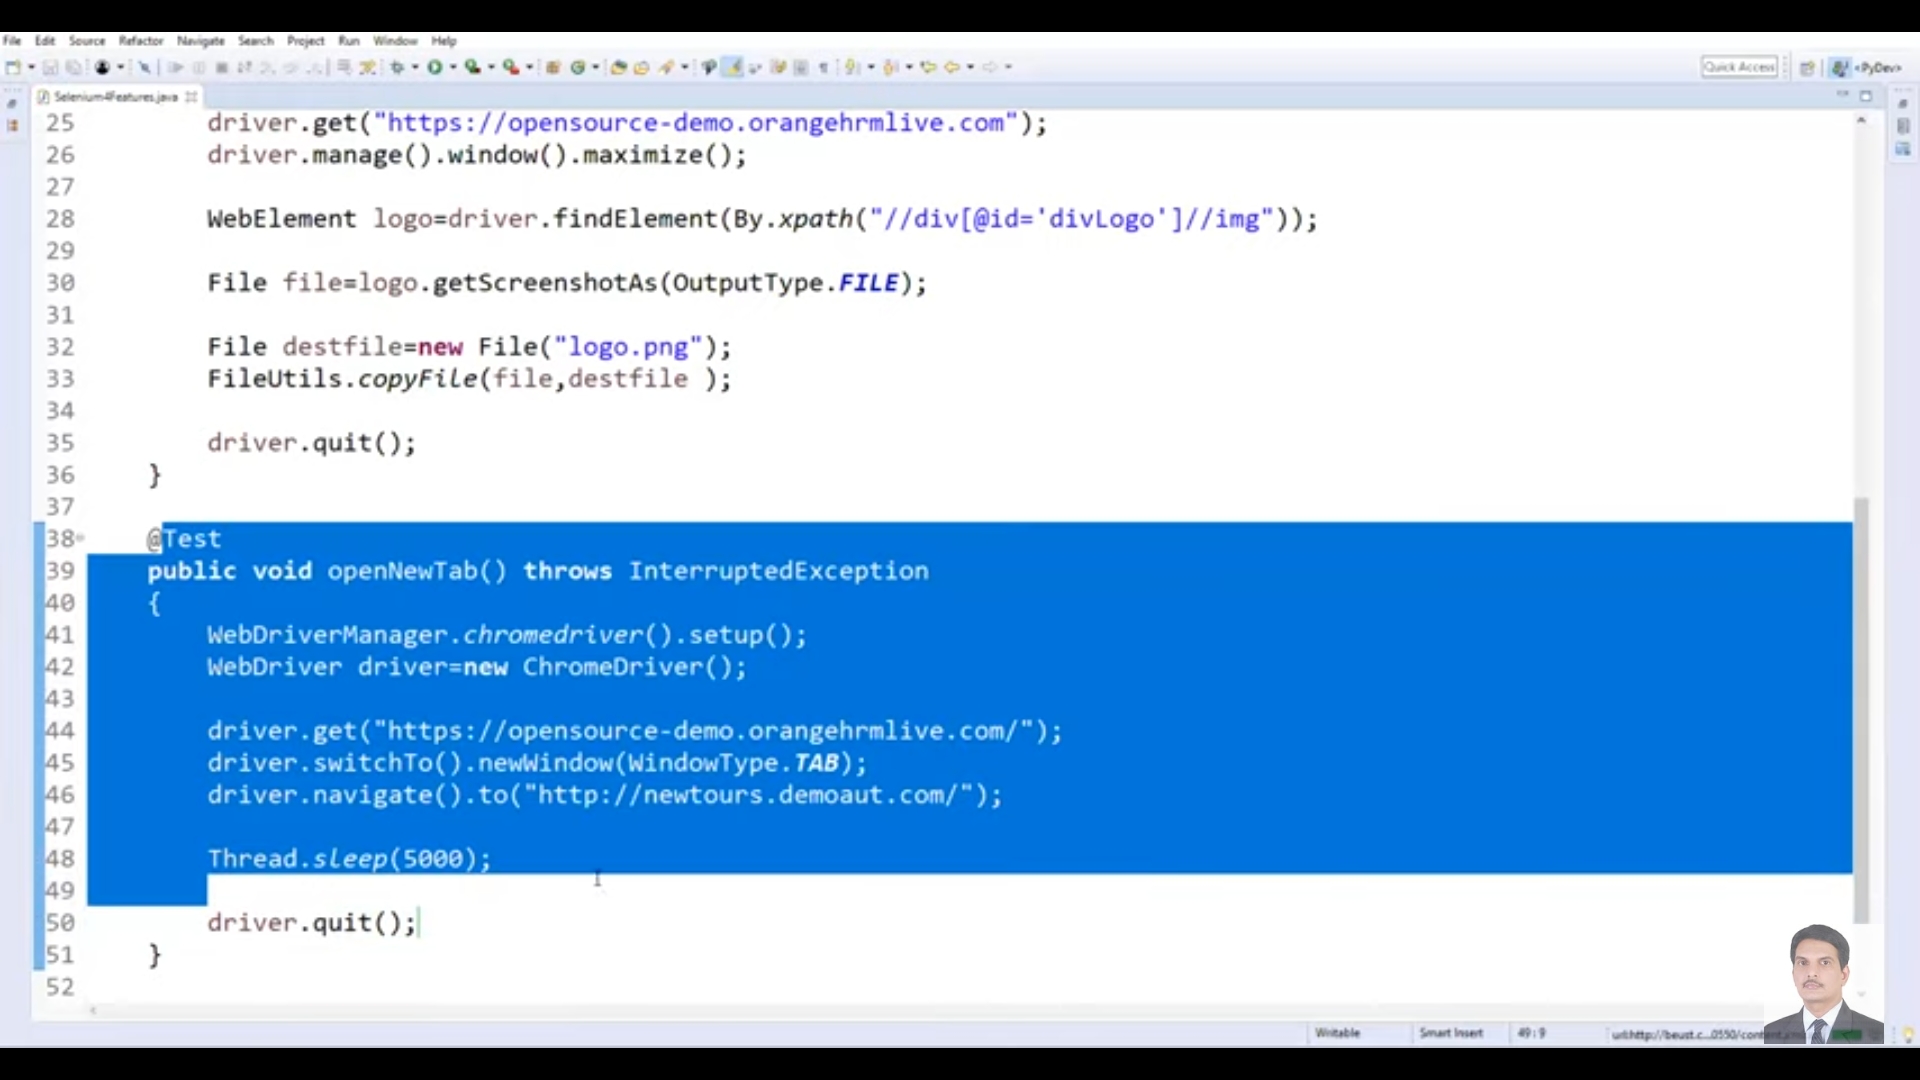 File Edit Source Refactor Navigate Search Project Run Window Help
Quick Access <PyDev>
Selenium4Features.java
25 driver.get("https://opensource-demo.orangehrmlive.com");
26 driver.manage().window().maximize();
27
28 WebElement logo=driver.findElement(By.xpath("//div[@id='divLogo']//img"));
29
30 File file=logo.getScreenshotAs(OutputType.FILE);
31
32 File destfile=new File("logo.png");
33 FileUtils.copyFile(file,destfile );
34
35 driver.quit();
36 }
37
38 @Test
39 public void openNewTab() throws InterruptedException
40 {
41 WebDriverManager.chromedriver().setup();
42 WebDriver driver=new ChromeDriver();
43
44 driver.get("https://opensource-demo.orangehrmlive.com/");
45 driver.switchTo().newWindow(WindowType.TAB);
46 driver.navigate().to("http://newtours.demoaut.com/");
47
48 Thread.sleep(5000);
49
50 driver.quit();
51 }
52
Writable Smart Insert 49:9